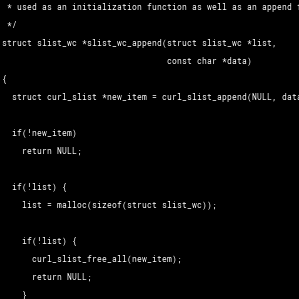 * used as an initialization function as well as an append
*/
struct slist_wc *slist_wc_append(struct slist_wc *list,
const char *data)
{
struct curl_slist *new_item = curl_slist_append(NULL, data
if(!new_item)
return NULL;
if(!list) {
list = malloc(sizeof(struct slist_wc));
if(!list) {
curl_slist_free_all(new_item);
return NULL;
}